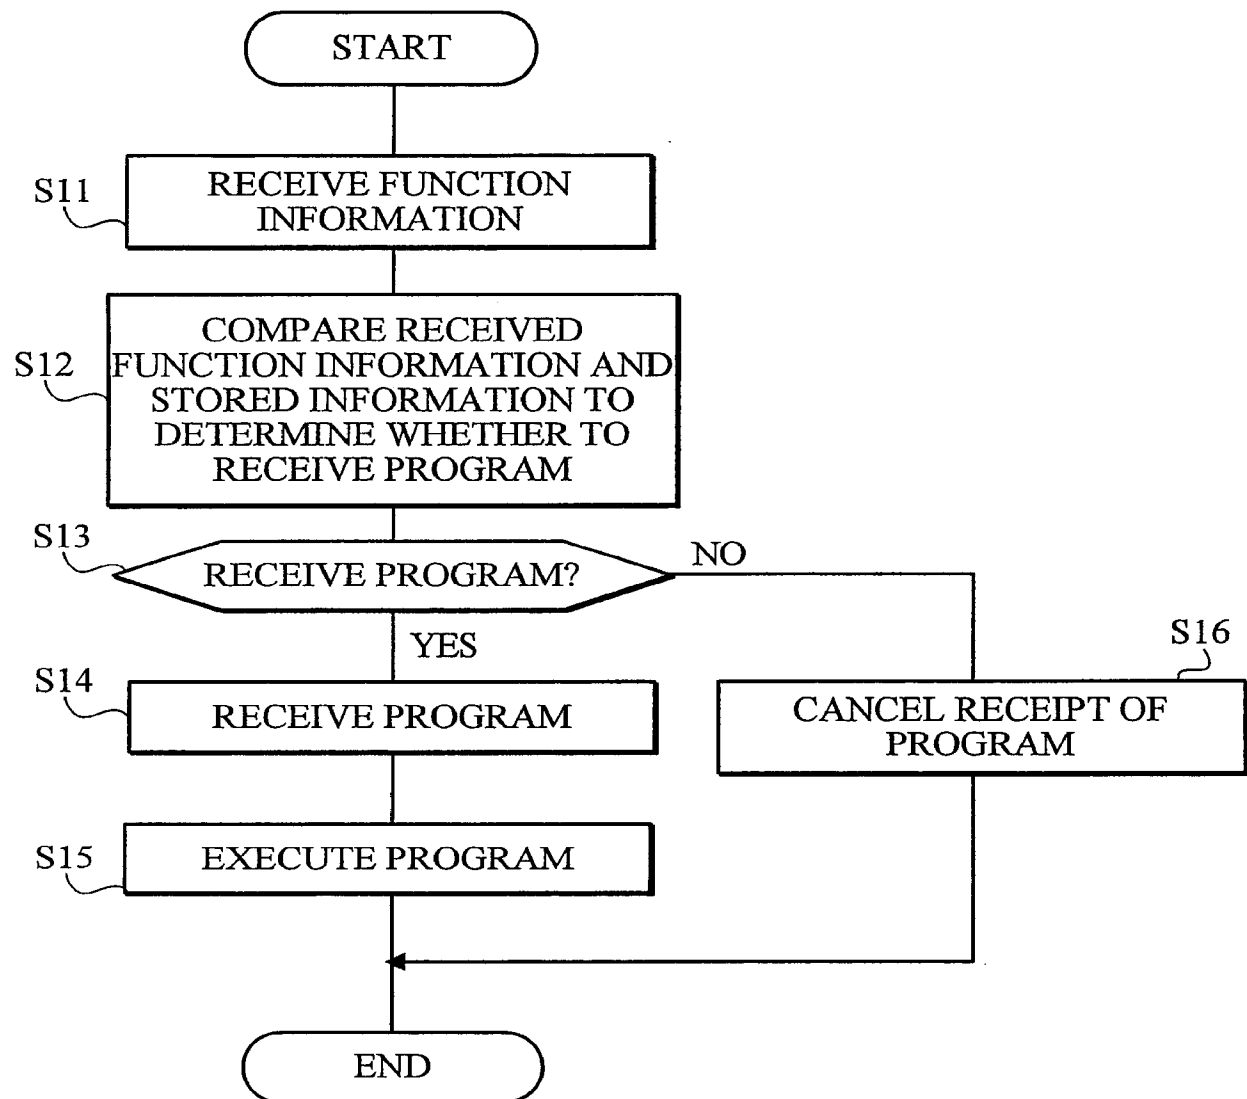 START
S11
RECEIVE FUNCTION
INFORMATION
S12
COMPARE RECEIVED
FUNCTION INFORMATION AND
STORED INFORMATION TO
DETERMINE WHETHER TO
RECEIVE PROGRAM
S13
RECEIVE PROGRAM?
NO
YES
S14
RECEIVE PROGRAM
S16
CANCEL RECEIPT OF
PROGRAM
S15
EXECUTE PROGRAM
END